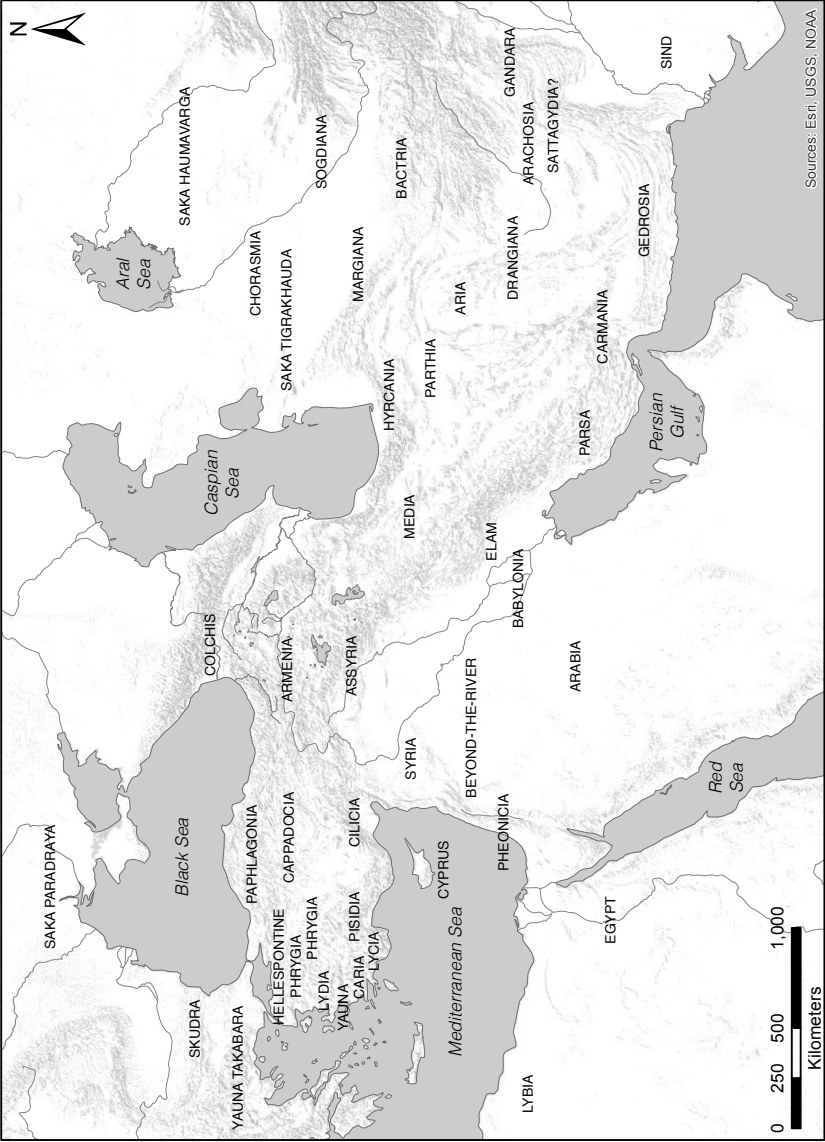 N
SAKA PARADRAYA
Aral
Sea
Black Sea
SAKA HAUMAVARGA
SKUDRA
COLCHIS
Caspian
Sea
YAUNA TAKABARA
PAPHLAGONIA
CHORASMIA
HELLESPONTINE
PHRYGIA
CAPPADOCIA
ARMENIA
SAKA TIGRAKHAUDA
PHRYGIA
SOGDIANA
LYDIA
YAUNA
PISIDIA
CILICIA
ASSYRIA
MARGIANA
CARIA
LYCIA
HYRCANIA
BACTRIA
SYRIA
MEDIA
PARTHIA
CYPRUS
Mediterranean Sea
ARIA
BEYOND-THE-RIVER
ELAM
PHEONICIA
GANDARA
DRANGIANA
BABYLONIA
LYBIA
ARACHOSIA
SATTAGYDIA?
ARABIA
PARSA
CARMANIA
EGYPT
GEDROSIA
Persian
Gulf
SIND
Red
Sea
0 250 500 1,000
Kilometers
Sources: Esri, USGS, NOAA